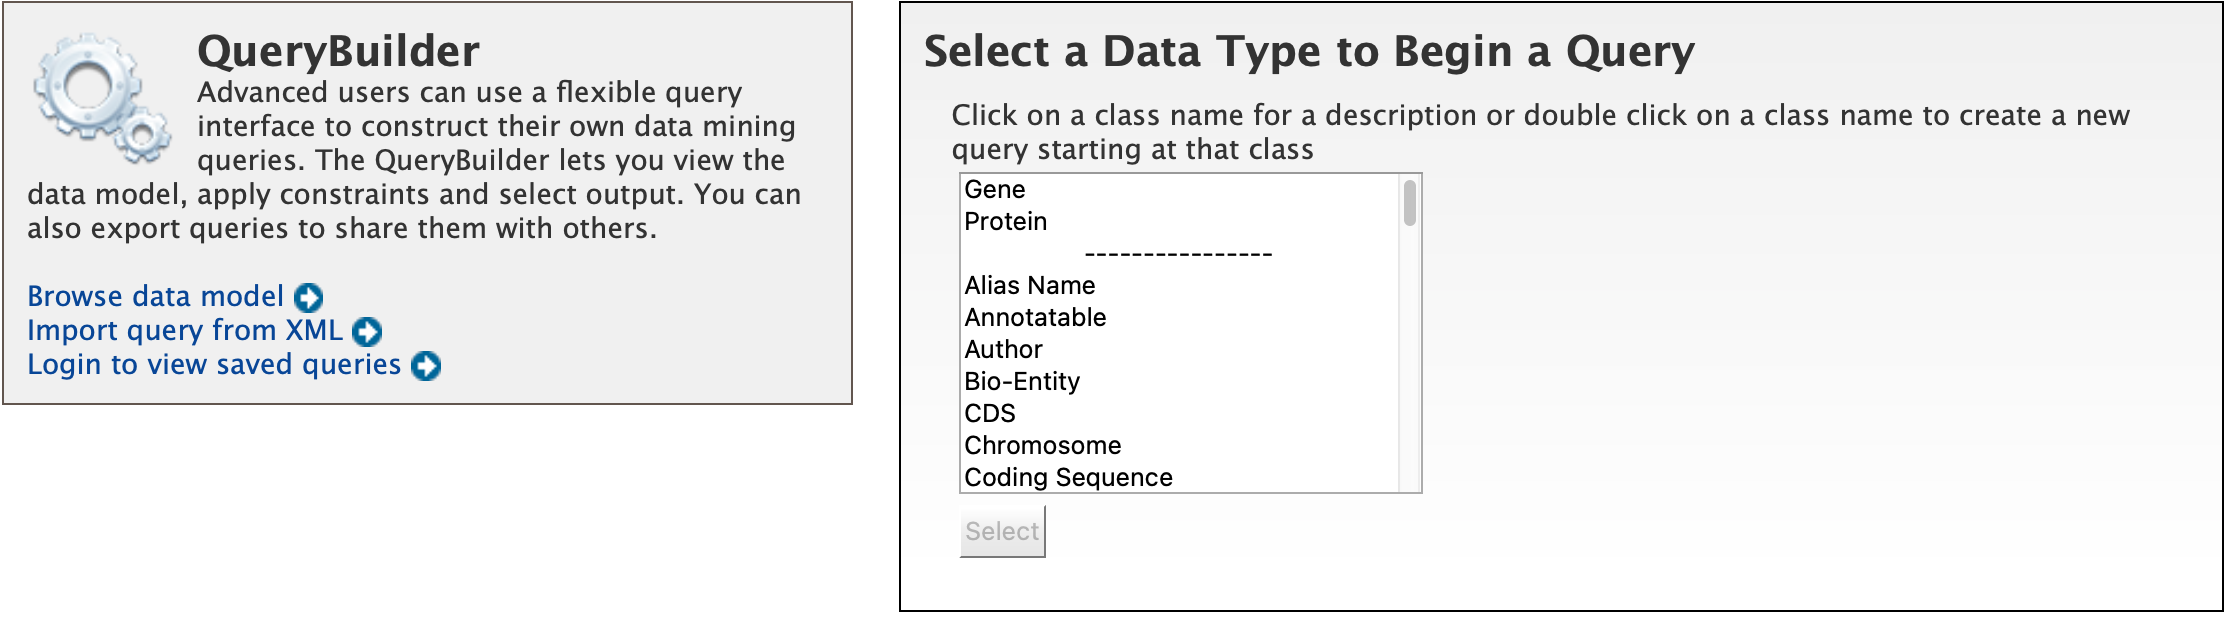 QueryBuilder
Advanced users can use a flexible query
interface to construct their own data mining
queries. The QueryBuilder lets you view the
data model, apply constraints and select output. You can
also export queries to share them with others.
Browse data model
Import query from XML
Login to view saved queries
Select a Data Type to Begin a Query
Click on a class name for a description or double click on a class name to create a new
query starting at that class
Gene
Protein
----------------
Alias Name
Annotatable
Author
Bio-Entity
CDS
Chromosome
Coding Sequence
Select